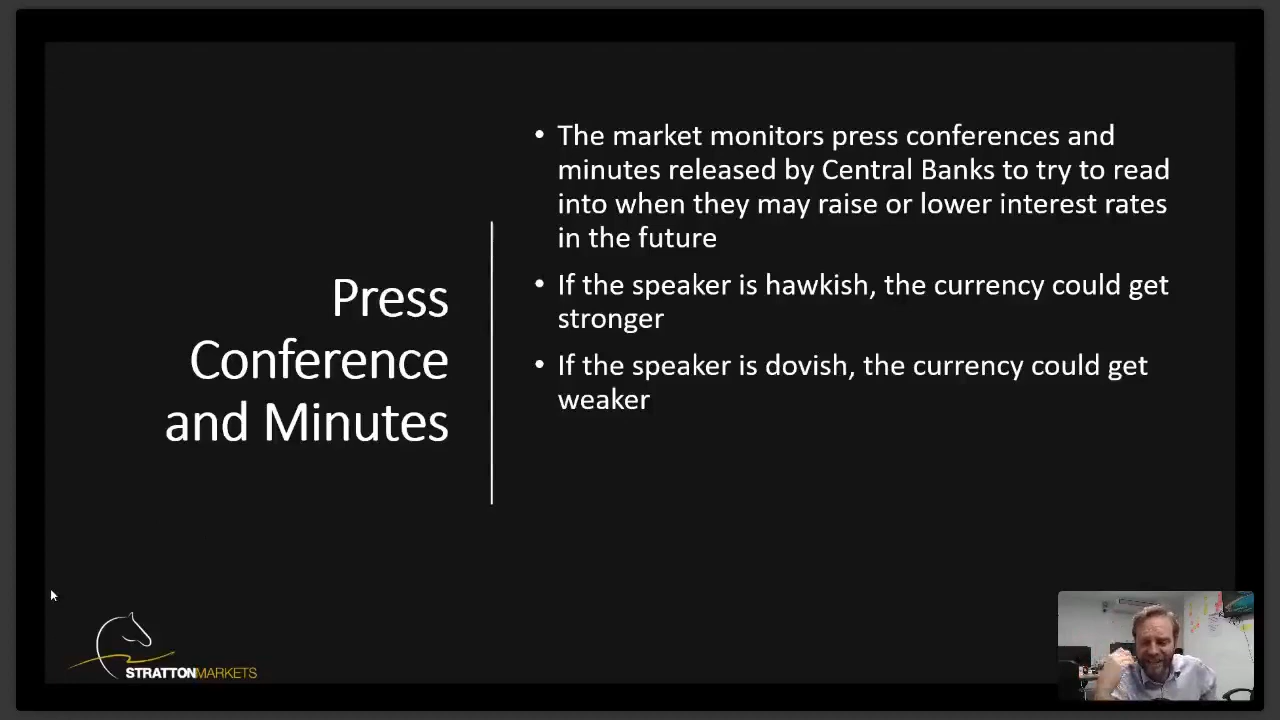 Press
Conference
and Minutes
• The market monitors press conferences and
minutes released by Central Banks to try to read
into when they may raise or lower interest rates
in the future
• If the speaker is hawkish, the currency could get
stronger
• If the speaker is dovish, the currency could get
weaker
STRATTONMARKETS